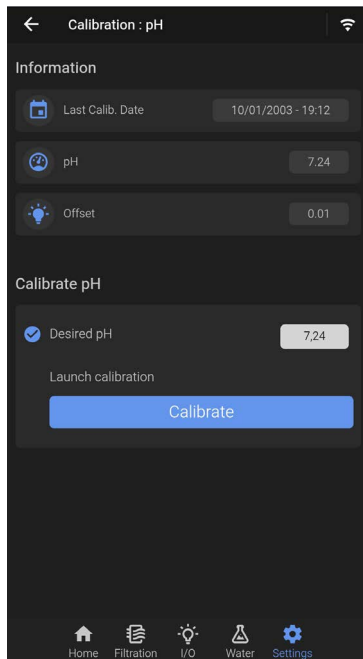 Calibration : pH
Information
Last Calib. Date 10/01/2003 - 19:12
pH 7.24
Offset 0.01
Calibrate pH
Desired pH 7,24
Launch calibration
Calibrate
Home Filtration I/O Water Settings